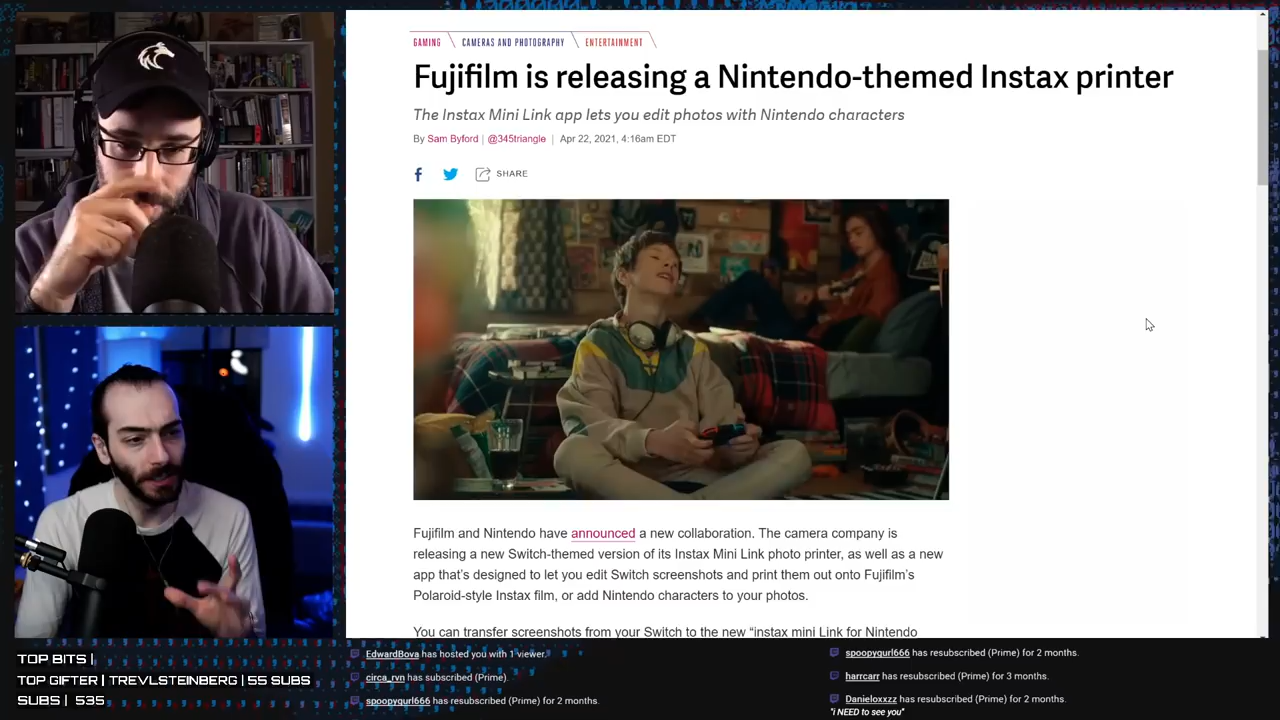 GAMING
CAMERAS AND PHOTOGRAPHY
ENTERTAINMENT
Fujifilm is releasing a Nintendo-themed Instax printer
The Instax Mini Link app lets you edit photos with Nintendo characters
By Sam Byford | @345triangle | Apr 22, 2021, 4:16am EDT
SHARE
Fujifilm and Nintendo have announced a new collaboration. The camera company is
releasing a new Switch-themed version of its Instax Mini Link photo printer, as well as a new
app that's designed to let you edit Switch screenshots and print them out onto Fujifilm's
Polaroid-style Instax film, or add Nintendo characters to your photos.
You can transfer screenshots from your Switch to the new "instax mini Link for Nintendo
TOP BITS |
TOP GIFTER | TREVLSTEINBERG | 55 SUBS
SUBS | 535
EdwardBova has hosted you with 1 viewer.
circa_rvn has subscribed (Prime).
spoopygurl666 has resubscribed (Prime) for 2 months.
spoopygurl666 has resubscribed (Prime) for 2 months.
harrcarr has resubscribed (Prime) for 3 months.
Danieloxxzz has resubscribed (Prime) for 2 months.
"i NEED to see you"